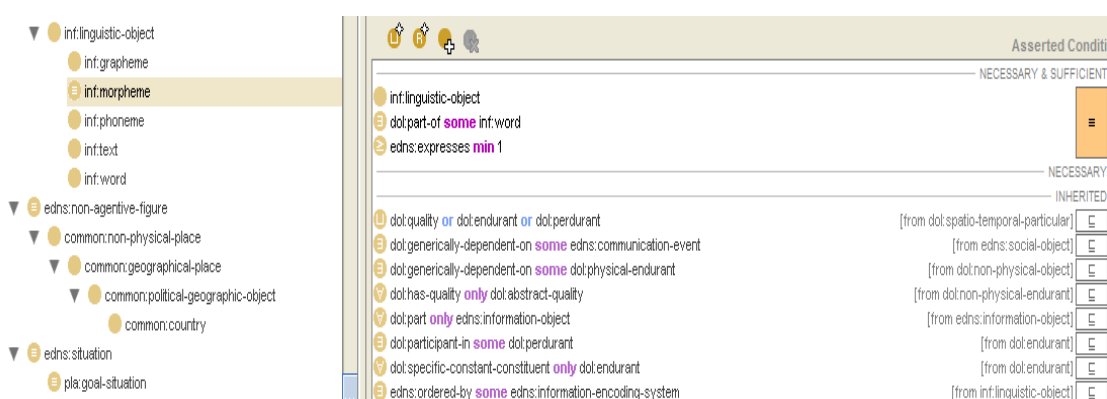 inf:linguistic-object
inf:grapheme
inf:morpheme
inf:phoneme
inf:text
inf:word
edns:non-agentive-figure
common:non-physical-place
common:geographical-place
common:political-geographic-object
common:country
edns:situation
pla:goal-situation
Asserted Conditi
NECESSARY & SUFFICIENT
inf:linguistic-object
dol:part-of some inf:word
edns:expresses min 1
NECESSARY
INHERITED
dol:quality or dol:endurant or dol:perdurant [from dol:spatio-temporal-particular]
dol:generically-dependent-on some edns:communication-event [from edns:social-object]
dol:generically-dependent-on some dol:physical-endurant [from dol:non-physical-object]
dol:has-quality only dol:abstract-quality [from dol:non-physical-endurant]
dol:part only edns:information-object [from edns:information-object]
dol:participant-in some dol:perdurant [from dol:endurant]
dol:specific-constant-constituent only dol:endurant [from dol:endurant]
edns:ordered-by some edns:information-encoding-system [from inf:linguistic-object]